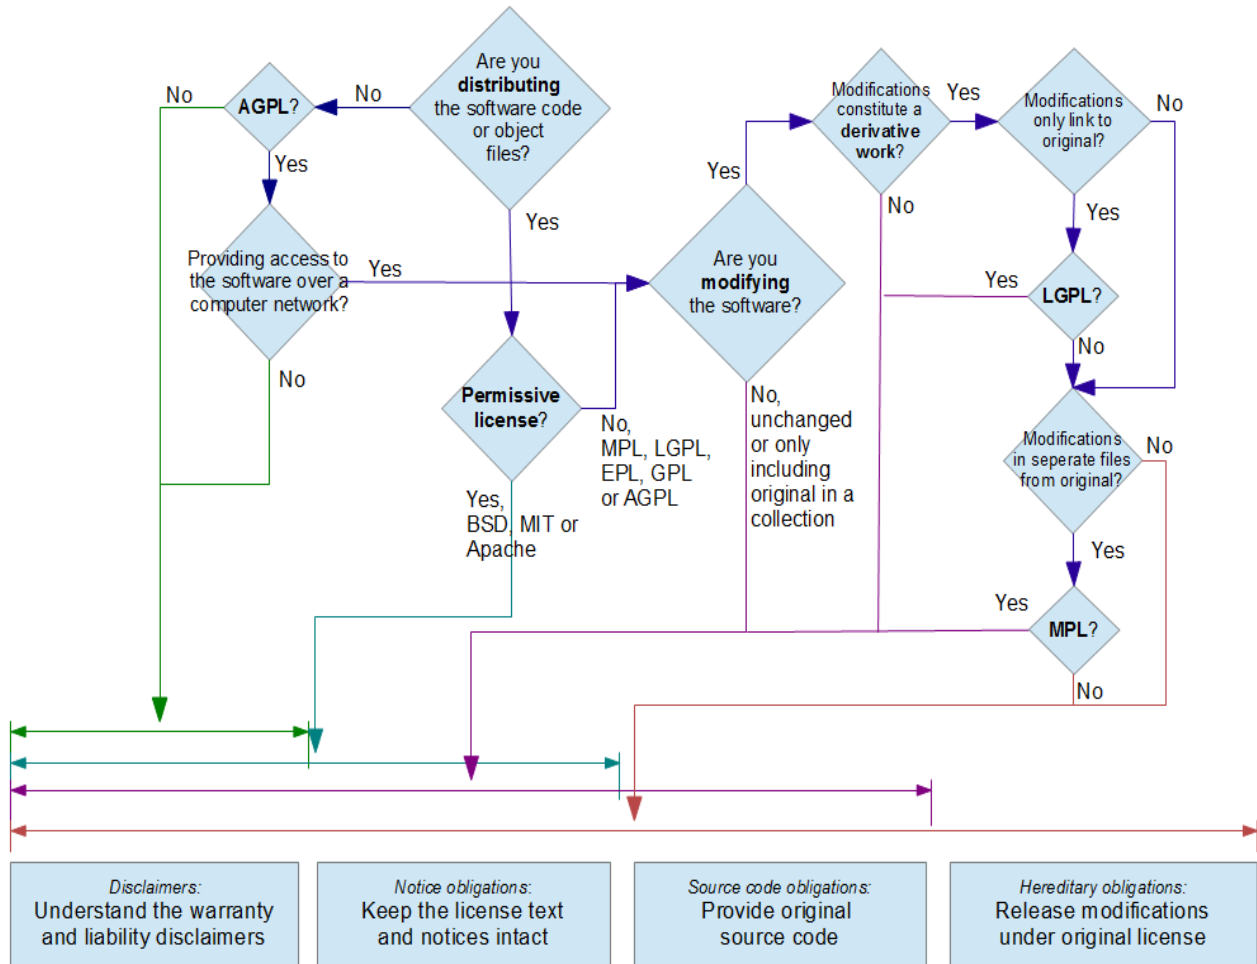 Are you
distributing
the software code
or object
files?
No
AGPL?
No
Yes
Providing access to
the software over a
computer network?
Yes
No
Yes
Permissive
license?
No,
MPL, LGPL,
EPL, GPL
or AGPL
Yes,
BSD, MIT or
Apache
Are you
modifying
the software?
Yes
No,
unchanged
or only
including
original in a
collection
Modifications
constitute a
derivative
work?
Yes
No
Modifications
only link to
original?
No
Yes
LGPL?
Yes
No
Modifications
in seperate files
from original?
No
Yes
MPL?
Yes
No
Disclaimers:
Understand the warranty
and liability disclaimers
Notice obligations:
Keep the license text
and notices intact
Source code obligations:
Provide original
source code
Hereditary obligations:
Release modifications
under original license